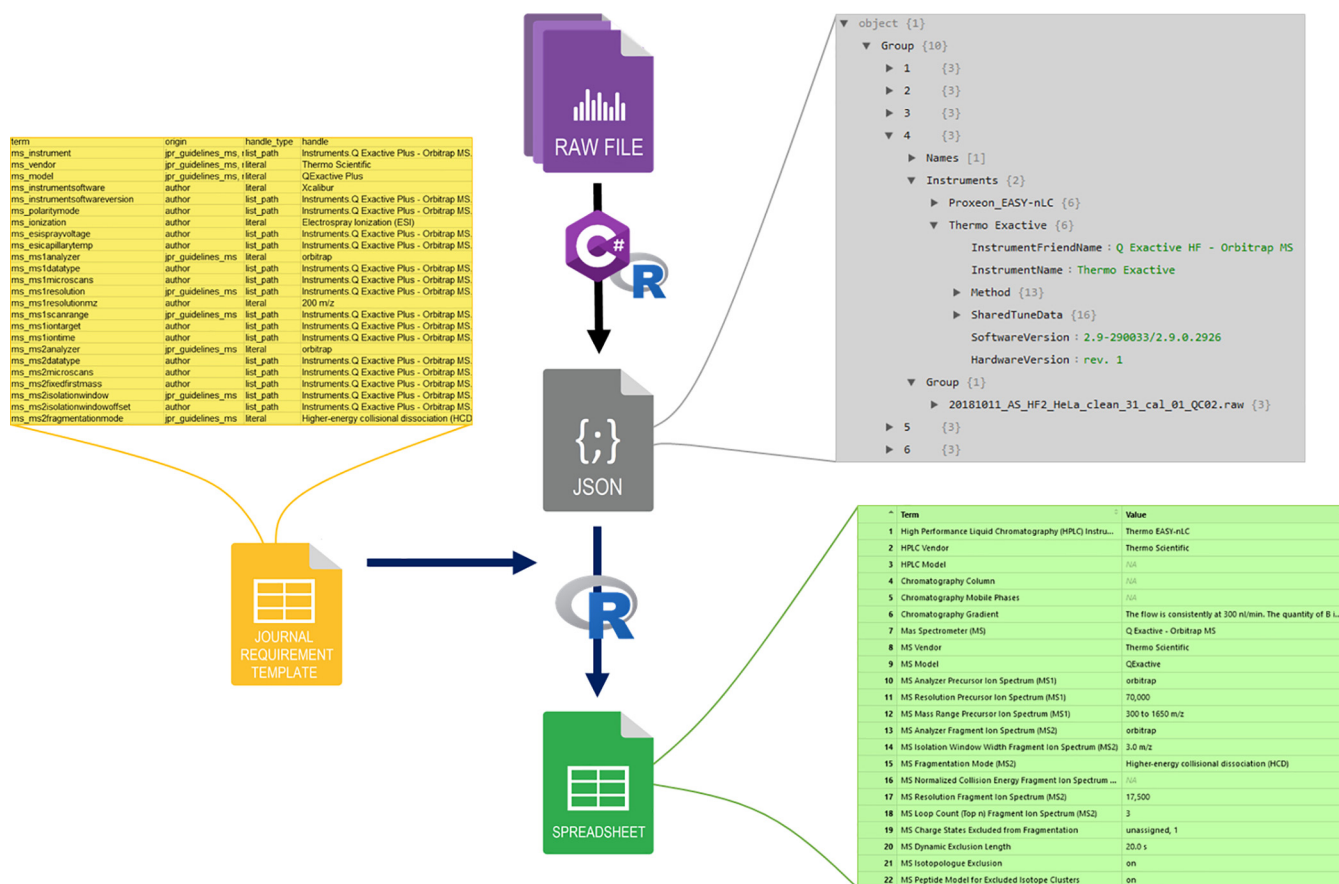 RAW FILE
C#
R
{;}
JSON
R
JOURNAL
REQUIREMENT
TEMPLATE
SPREADSHEET
term origin handle_type handle
ms_instrument jpr_guidelines_ms, list_path Instruments.Q Exactive Plus - Orbitrap MS.
ms_vendor jpr_guidelines_ms, literal Thermo Scientific
ms_model jpr_guidelines_ms, literal QExactive Plus
ms_instrumentsoftware author literal Xcalibur
ms_instrumentsoftwareversion author list_path Instruments.Q Exactive Plus - Orbitrap MS.
ms_polaritymode author list_path Instruments.Q Exactive Plus - Orbitrap MS.
ms_ionization author literal Electrospray Ionization (ESI)
ms_esisprayvoltage author list_path Instruments.Q Exactive Plus - Orbitrap MS.
ms_esicapillarytemp author list_path Instruments.Q Exactive Plus - Orbitrap MS.
ms_ms1analyzer jpr_guidelines_ms literal orbitrap
ms_ms1datatype author list_path Instruments.Q Exactive Plus - Orbitrap MS.
ms_ms1microscans author list_path Instruments.Q Exactive Plus - Orbitrap MS.
ms_ms1resolution jpr_guidelines_ms list_path Instruments.Q Exactive Plus - Orbitrap MS.
ms_ms1resolutionmz author literal 200 m/z
ms_ms1scanrange jpr_guidelines_ms list_path Instruments.Q Exactive Plus - Orbitrap MS.
ms_ms1iontarget author list_path Instruments.Q Exactive Plus - Orbitrap MS.
ms_ms1iontime author list_path Instruments.Q Exactive Plus - Orbitrap MS.
ms_ms2analyzer jpr_guidelines_ms literal orbitrap
ms_ms2datatype author list_path Instruments.Q Exactive Plus - Orbitrap MS.
ms_ms2microscans author list_path Instruments.Q Exactive Plus - Orbitrap MS.
ms_ms2fixedfirstmass author list_path Instruments.Q Exactive Plus - Orbitrap MS.
ms_ms2isolationwindow jpr_guidelines_ms list_path Instruments.Q Exactive Plus - Orbitrap MS.
ms_ms2isolationwindowoffset author list_path Instruments.Q Exactive Plus - Orbitrap MS.
ms_ms2fragmentationmode jpr_guidelines_ms literal Higher-energy collisional dissociation (HCD
object {1}
Group {10}
1 {3}
2 {3}
3 {3}
4 {3}
Names [1]
Instruments {2}
Proxeon_EASY-nLC {6}
Thermo Exactive {6}
InstrumentFriendName : Q Exactive HF - Orbitrap MS
InstrumentName : Thermo Exactive
Method {13}
SharedTuneData {16}
SoftwareVersion : 2.9-290033/2.9.0.2926
HardwareVersion : rev. 1
Group {1}
20181011_AS_HF2_HeLa_clean_31_cal_01_QC02.raw {3}
5 {3}
6 {3}
Term Value
1 High Performance Liquid Chromatography (HPLC) Instru... Thermo EASY-nLC
2 HPLC Vendor Thermo Scientific
3 HPLC Model NA
4 Chromatography Column NA
5 Chromatography Mobile Phases NA
6 Chromatography Gradient The flow is consistently at 300 nl/min. The quantity of B i...
7 Mas Spectrometer (MS) Q Exactive - Orbitrap MS
8 MS Vendor Thermo Scientific
9 MS Model QExactive
10 MS Analyzer Precursor Ion Spectrum (MS1) orbitrap
11 MS Resolution Precursor Ion Spectrum (MS1) 70,000
12 MS Mass Range Precursor Ion Spectrum (MS1) 300 to 1650 m/z
13 MS Analyzer Fragment Ion Spectrum (MS2) orbitrap
14 MS Isolation Window Width Fragment Ion Spectrum (MS2) 3.0 m/z
15 MS Fragmentation Mode (MS2) Higher-energy collisional dissociation (HCD)
16 MS Normalized Collision Energy Fragment Ion Spectrum ... NA
17 MS Resolution Fragment Ion Spectrum (MS2) 17,500
18 MS Loop Count (Top n) Fragment Ion Spectrum (MS2) 3
19 MS Charge States Excluded from Fragmentation unassigned, 1
20 MS Dynamic Exclusion Length 20.0 s
21 MS Isotopologue Exclusion on
22 MS Peptide Model for Excluded Isotope Clusters on